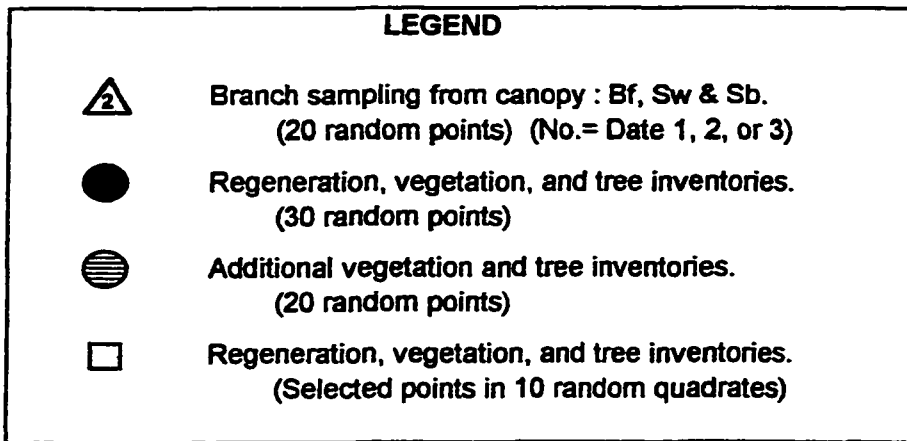 LEGEND
2 Branch sampling from canopy : Bf, Sw & Sb.
(20 random points) (No.= Date 1, 2, or 3)
Regeneration, vegetation, and tree inventories.
(30 random points)
Additional vegetation and tree inventories.
(20 random points)
Regeneration, vegetation, and tree inventories.
(Selected points in 10 random quadrates)